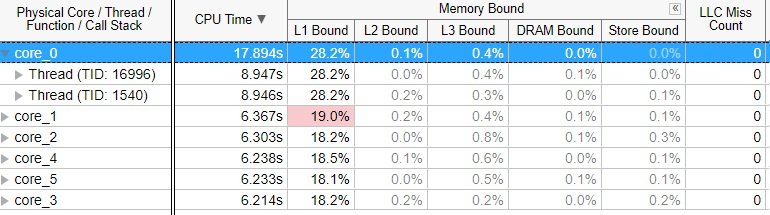 Physical Core / Thread / Function / Call Stack CPU Time ▼ Memory Bound « LLC Miss Count
L1 Bound L2 Bound L3 Bound DRAM Bound Store Bound
core_0 17.894s 28.2% 0.1% 0.4% 0.0% 0.0% 0
Thread (TID: 16996) 8.947s 28.2% 0.0% 0.4% 0.1% 0.0% 0
Thread (TID: 1540) 8.946s 28.2% 0.2% 0.3% 0.0% 0.1% 0
core_1 6.367s 19.0% 0.2% 0.4% 0.1% 0.1% 0
core_2 6.303s 18.2% 0.0% 0.8% 0.1% 0.3% 0
core_4 6.238s 18.5% 0.1% 0.6% 0.0% 0.1% 0
core_5 6.233s 18.1% 0.0% 0.5% 0.1% 0.1% 0
core_3 6.214s 18.2% 0.2% 0.2% 0.0% 0.2% 0